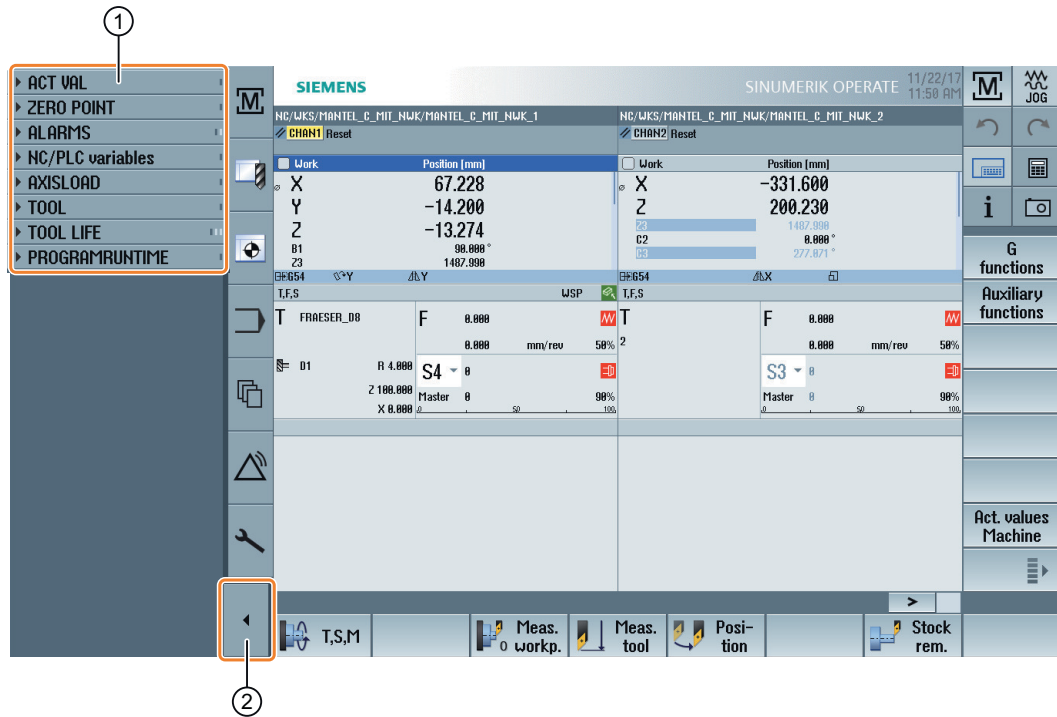 1
ACT VAL
ZERO POINT
ALARMS
NC/PLC variables
AXISLOAD
TOOL
TOOL LIFE
PROGRAMRUNTIME
M
SIEMENS
SINUMERIK OPERATE 11/22/17 11:50 AM
M
JOG
NC/WKS/MANTEL_C_MIT_NWK/MANTEL_C_MIT_NWK_1
CHAN1 Reset
Work Position [mm]
X 67.228
Y -14.200
Z -13.274
B1 90.000 °
Z3 1487.990
G54 Y Y
T,F,S WSP
T FRAESER_D8 F 0.000
0.000 mm/rev 50%
D1 R 4.000 S4 0
Z 100.000 Master 0 90%
X 0.000 0 50 100
NC/WKS/MANTEL_C_MIT_NWK/MANTEL_C_MIT_NWK_2
CHAN2 Reset
Work Position [mm]
X -331.600
Z 200.230
Z3 1487.990
C2 0.000 °
C3 277.871 °
G54 X
T,F,S
T F 0.000
2 0.000 mm/rev 50%
S3 0
Master 0 90%
0 50 100
i
G functions
Auxiliary functions
Act. values Machine
>
T,S,M
Meas. workp.
Meas. tool
Posi-
tion
Stock rem.
2